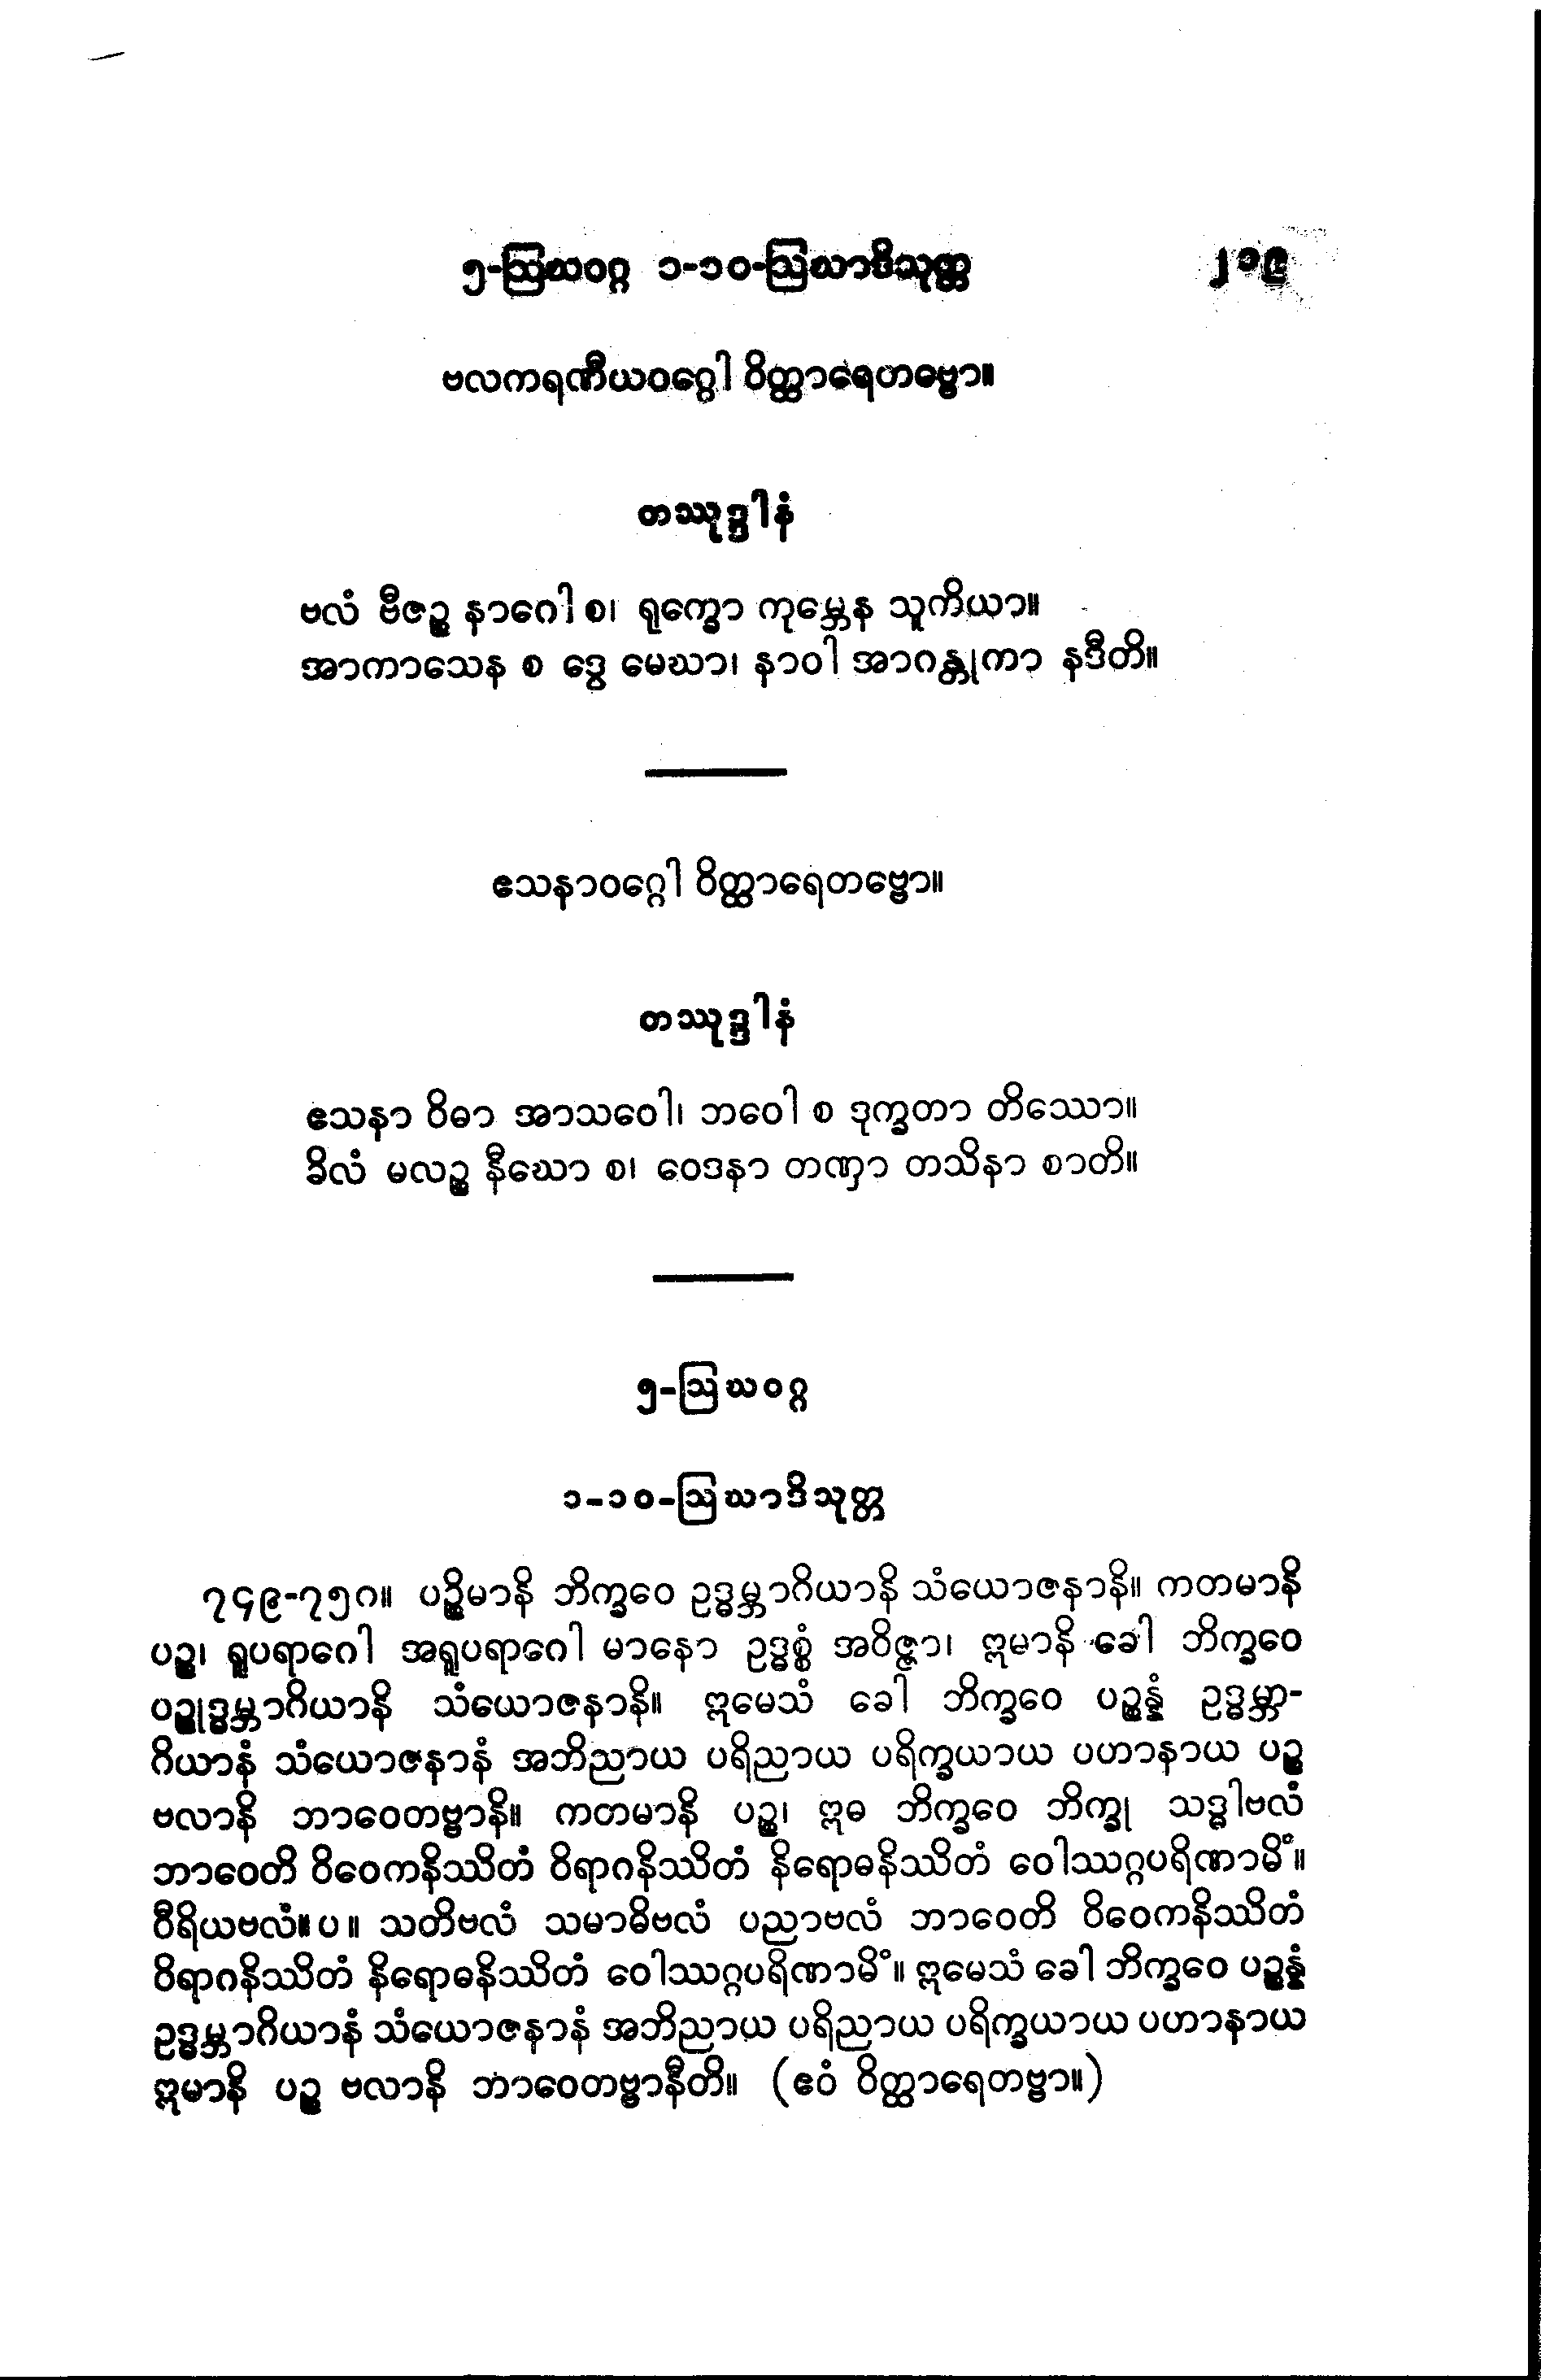 ၅-ဩဃဝဂ္ဂ ၁-၁၀-ဩဃာဒိသုတ္တ ၂၁၉
ဗလကရဏီယဝဂ္ဂေါ ဝိတ္ထာရေတဗ္ဗော။
တဿုဒ္ဒါနံ
ဗလံ ဗီဇဉ္စ နာဂေါ စ၊ ရုက္ခော ကုမ္ဘေန သူကိယာ။
အာကာသေန စ ဒွေ မေဃာ၊ နာဝါ အာဂန္တုကာ နဒီတိ။
ဧသနာဝဂ္ဂေါ ဝိတ္ထာရေတဗ္ဗော။
တဿုဒ္ဒါနံ
ဧသနာ ဝိဓာ အာသဝေါ၊ ဘဝေါ စ ဒုက္ခတာ တိဿော။
ခိလံ မလဉ္စ နီဃော စ၊ ဝေဒနာ တဏှာ တသိနာ စာတိ။
၅-ဩဃဝဂ္ဂ
၁-၁၀-ဩဃာဒိသုတ္တ
၇၄၉-၇၅၈။ ပဉ္စိမာနိ ဘိက္ခဝေ ဥဒ္ဓမ္ဘာဂိယာနိ သံယောဇနာနိ။ ကတမာနိ
ပဉ္စ၊ ရူပရာဂေါ အရူပရာဂေါ မာနော ဥဒ္ဓစ္စံ အဝိဇ္ဇာ၊ ဣမာနိ ခေါ ဘိက္ခဝေ
ပဉ္စုဒ္ဓမ္ဘာဂိယာနိ သံယောဇနာနိ။ ဣမေသံ ခေါ ဘိက္ခဝေ ပဉ္စန္နံ ဥဒ္ဓမ္ဘာ-
ဂိယာနံ သံယောဇနာနံ အဘိညာယ ပရိညာယ ပရိက္ခယာယ ပဟာနာယ ပဉ္စ
ဗလာနိ ဘာဝေတဗ္ဗာနိ။ ကတမာနိ ပဉ္စ၊ ဣဓ ဘိက္ခဝေ ဘိက္ခု သဒ္ဓါဗလံ
ဘာဝေတိ ဝိဝေကနိဿိတံ ဝိရာဂနိဿိတံ နိရောဓနိဿိတံ ဝေါဿဂ္ဂပရိဏာမိံ။
ဝီရိယဗလံ။ ပ ။ သတိဗလံ သမာဓိဗလံ ပညာဗလံ ဘာဝေတိ ဝိဝေကနိဿိတံ
ဝိရာဂနိဿိတံ နိရောဓနိဿိတံ ဝေါဿဂ္ဂပရိဏာမိံ။ ဣမေသံ ခေါ ဘိက္ခဝေ ပဉ္စန္နံ
ဥဒ္ဓမ္ဘာဂိယာနံ သံယောဇနာနံ အဘိညာယ ပရိညာယ ပရိက္ခယာယ ပဟာနာယ
ဣမာနိ ပဉ္စ ဗလာနိ ဘာဝေတဗ္ဗာနီတိ။ (ဧဝံ ဝိတ္ထာရေတဗ္ဗာ။)